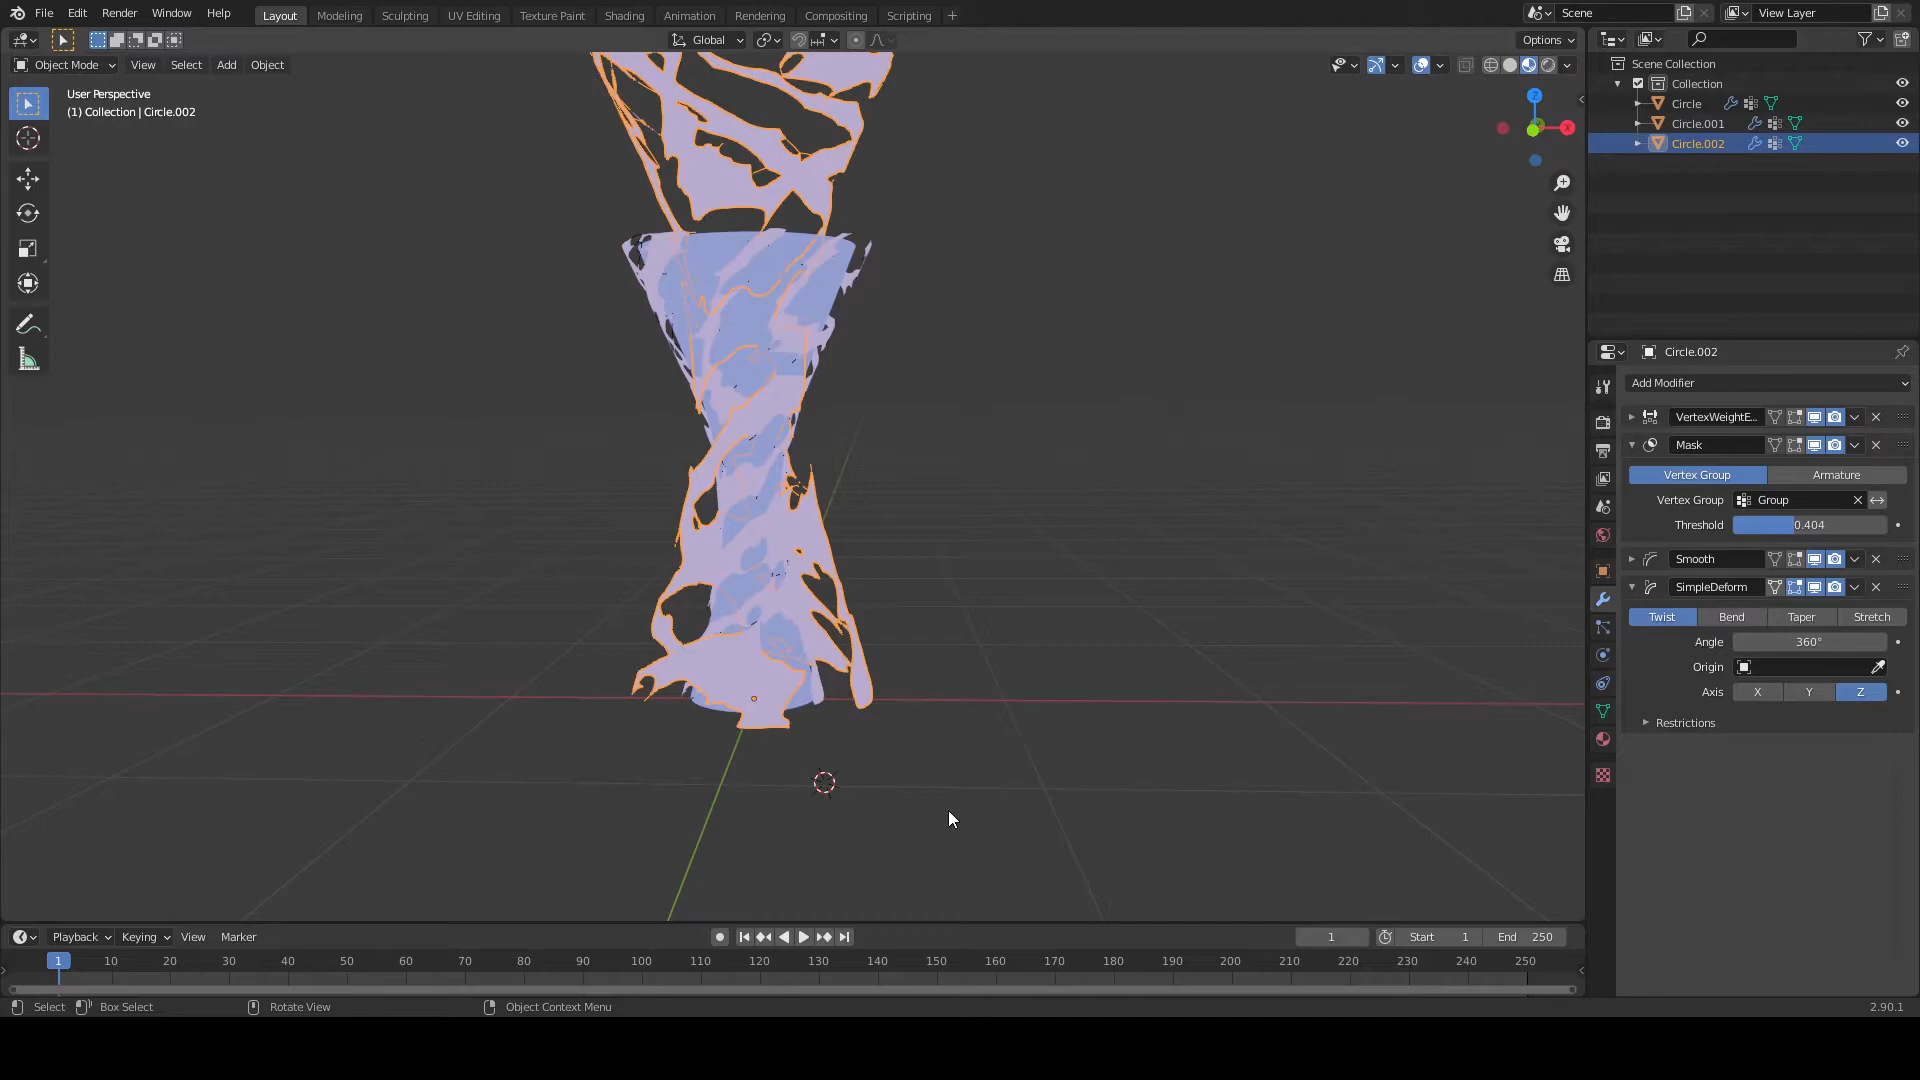 File Edit Render Window Help Layout Modeling Sculpting UV Editing Texture Paint Shading Animation Rendering Compositing Scripting + Scene View Layer
Global Options
Object Mode View Select Add Object
User Perspective
(1) Collection | Circle.002
Z
X
Scene Collection
Collection
Circle
Circle.001
Circle.002
Circle.002
Add Modifier
VertexWeightE...
Mask
Vertex Group Armature
Vertex Group Group
Threshold 0.404
Smooth
SimpleDeform
Twist Bend Taper Stretch
Angle 360°
Origin
Axis X Y Z
Restrictions
Playback Keying View Marker 1 Start 1 End 250
1 10 20 30 40 50 60 70 80 90 100 110 120 130 140 150 160 170 180 190 200 210 220 230 240 250
Select Box Select Rotate View Object Context Menu 2.90.1